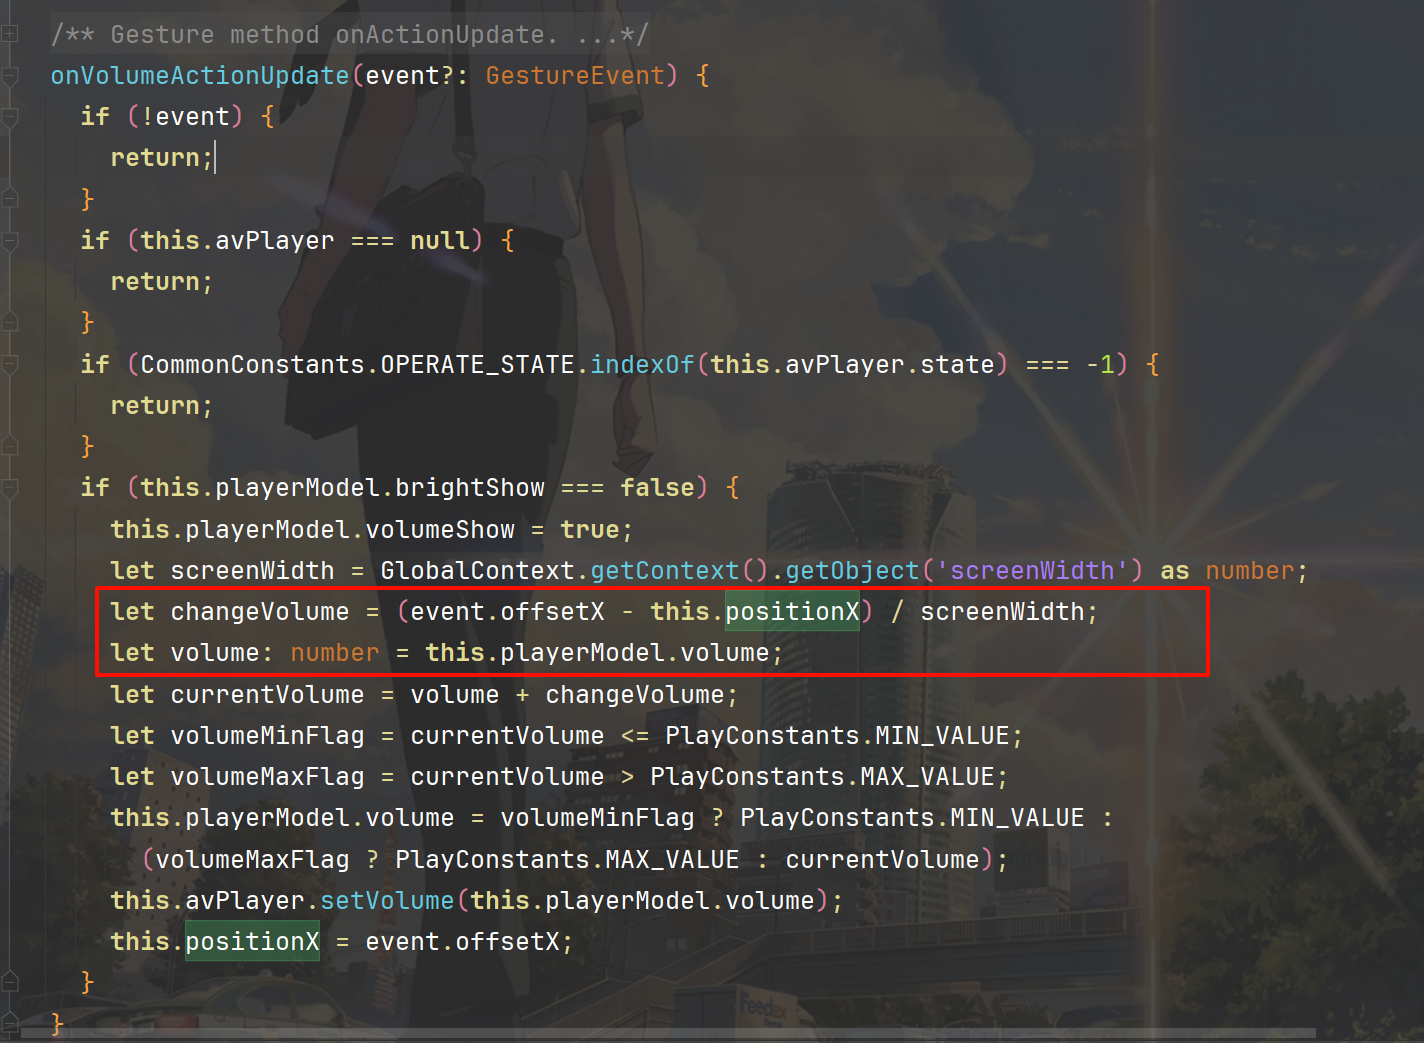 /** Gesture method onActionUpdate. ...*/
onVolumeActionUpdate(event?: GestureEvent) {
if (!event) {
return;
}
if (this.avPlayer === null) {
return;
}
if (CommonConstants.OPERATE_STATE.indexOf(this.avPlayer.state) === -1) {
return;
}
if (this.playerModel.brightShow === false) {
this.playerModel.volumeShow = true;
let screenWidth = GlobalContext.getContext().getObject('screenWidth') as number;
let changeVolume = (event.offsetX - this.positionX) / screenWidth;
let volume: number = this.playerModel.volume;
let currentVolume = volume + changeVolume;
let volumeMinFlag = currentVolume <= PlayConstants.MIN_VALUE;
let volumeMaxFlag = currentVolume > PlayConstants.MAX_VALUE;
this.playerModel.volume = volumeMinFlag ? PlayConstants.MIN_VALUE :
(volumeMaxFlag ? PlayConstants.MAX_VALUE : currentVolume);
this.avPlayer.setVolume(this.playerModel.volume);
this.positionX = event.offsetX;
}
Feedex
}